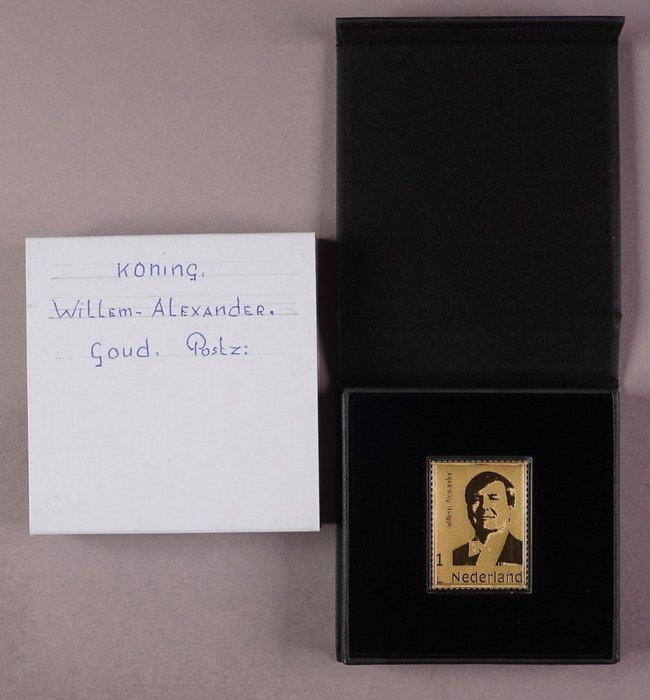 Koning.
Willem-Alexander.
Goud. Postz:
Willem-Alexander
1
Nederland